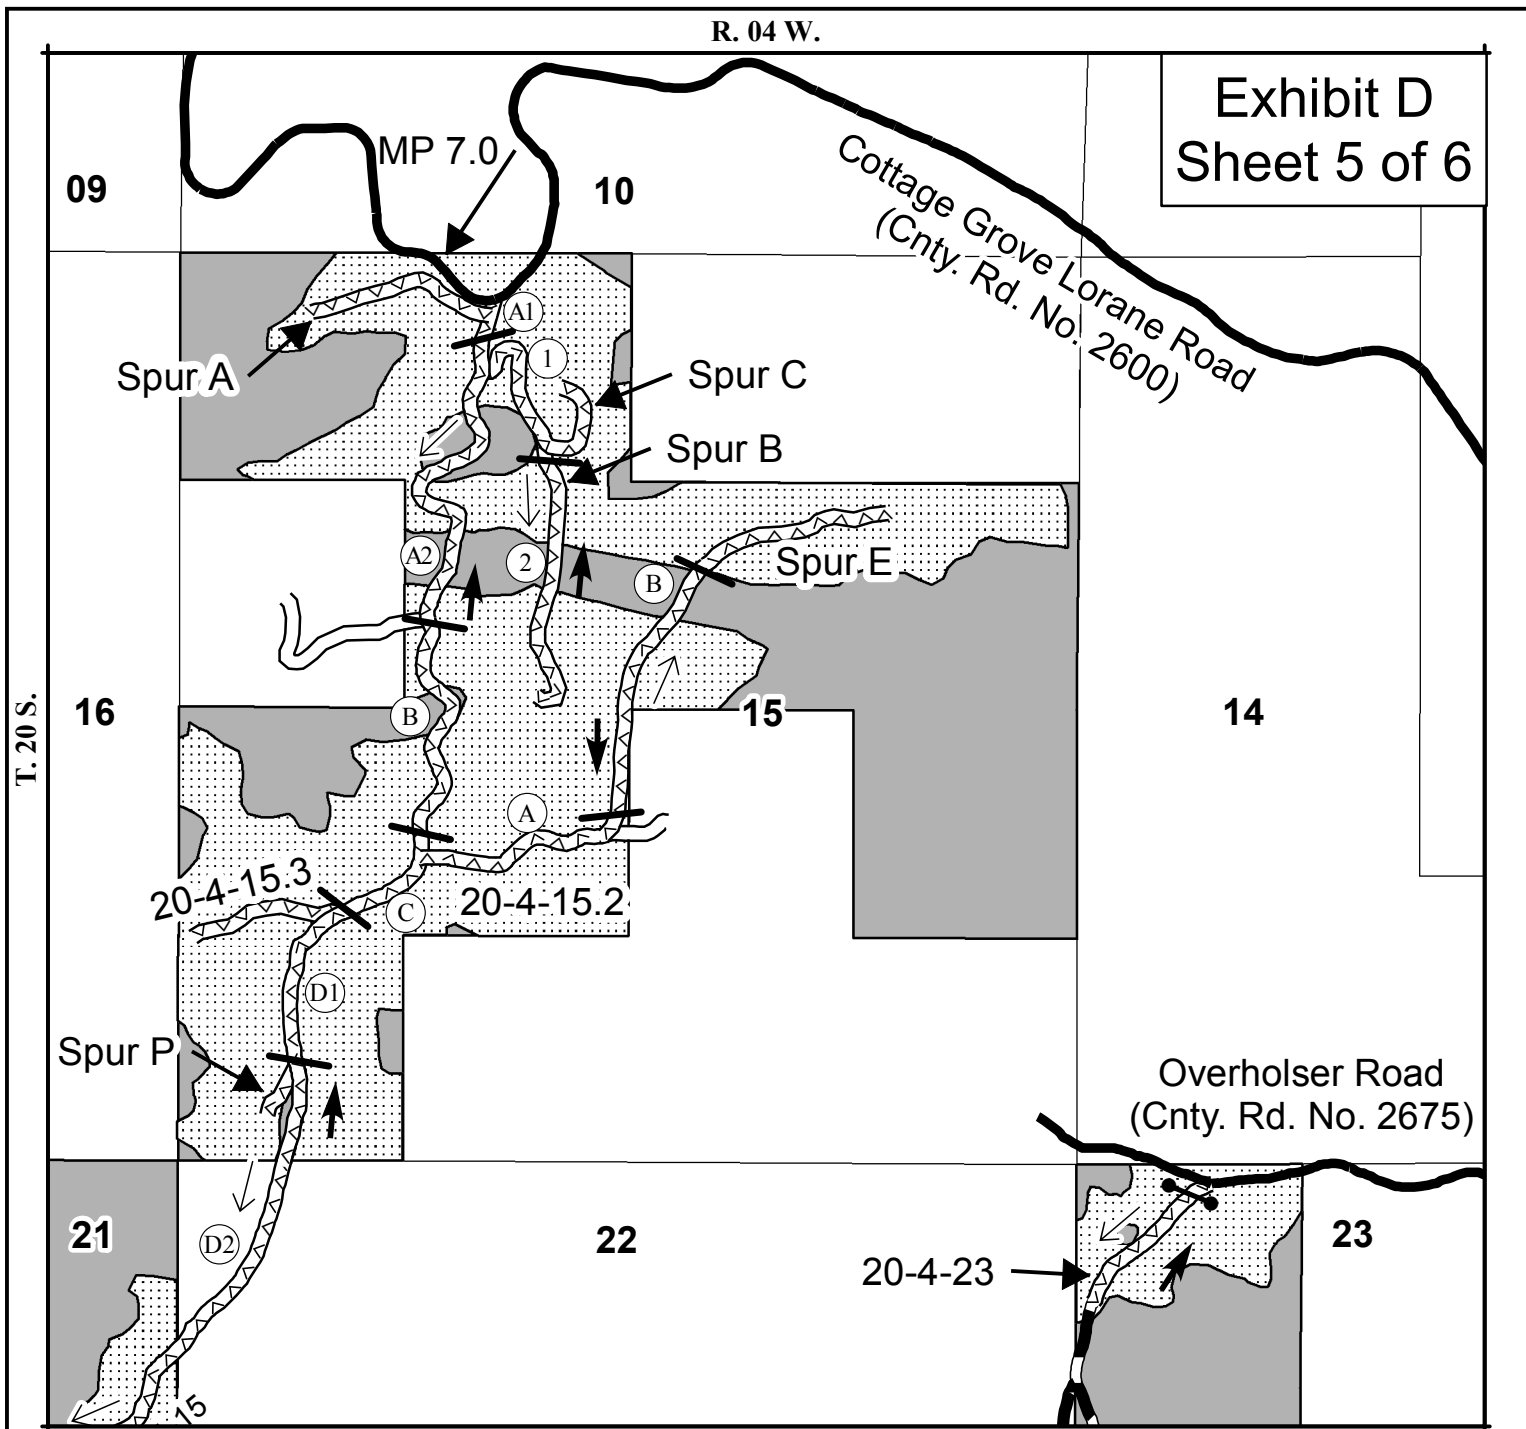 R. 04 W.
Exhibit D
Sheet 5 of 6
MP 7.0
09
10
Cottage Grove Lorane Road
(Cnty. Rd. No. 2600)
A1
1
Spur A
Spur C
Spur B
A2
2
B
Spur E
T. 20 S.
16
B
15
14
A
20-4-15.3
C
20-4-15.2
D1
Spur P
Overholser Road
(Cnty. Rd. No. 2675)
21
D2
22
23
20-4-23
15